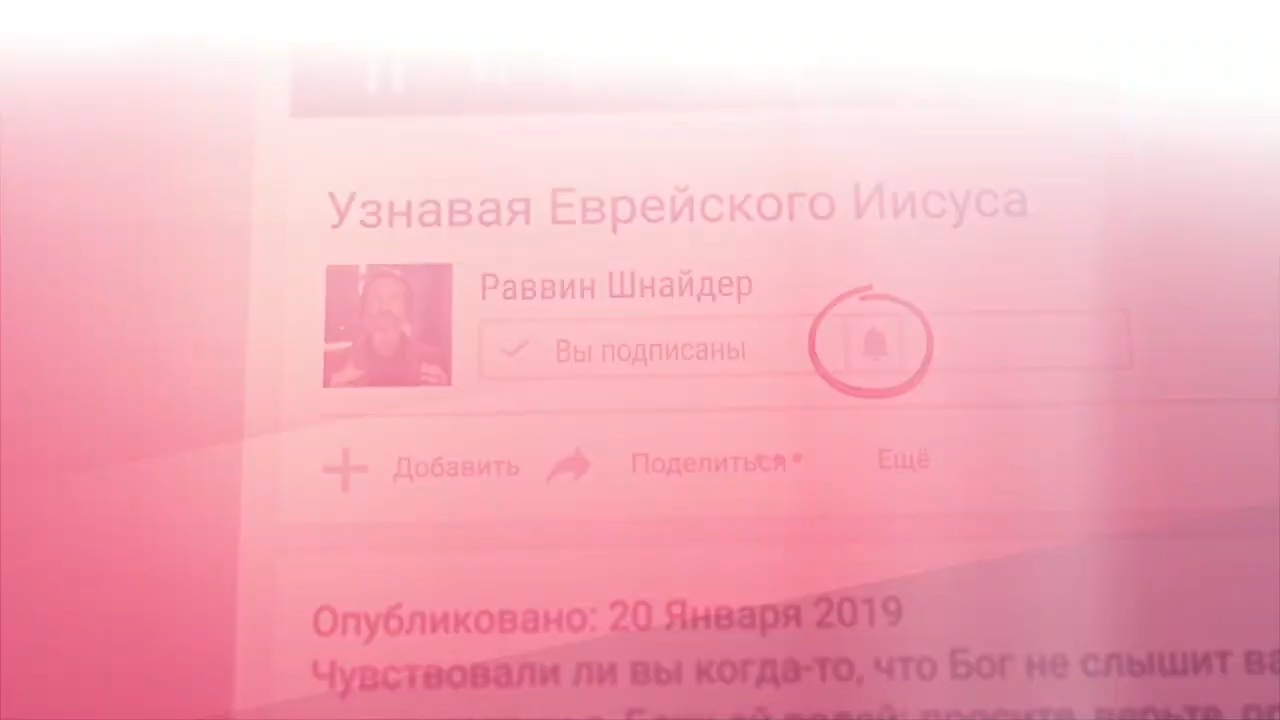 Узнавая Еврейского Иисуса
Раввин Шнайдер
Вы подписаны
Добавить Поделиться Ещё
Опубликовано: 20 Января 2019
Чувствовали ли вы когда-то, что Бог не слышит